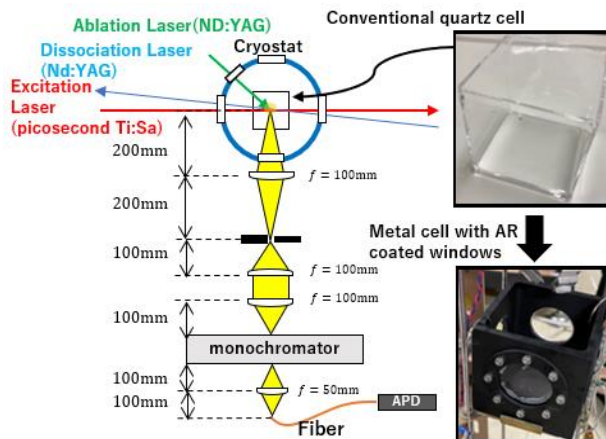 Ablation Laser(ND:YAG)
Conventional quartz cell
Dissociation Laser
(Nd:YAG)
Cryostat
Excitation
Laser
(picosecond Ti:Sa)
200mm
f = 100mm
200mm
Metal cell with AR
coated windows
100mm
f = 100mm
f = 100mm
100mm
monochromator
100mm
f = 50mm
100mm
APD
Fiber